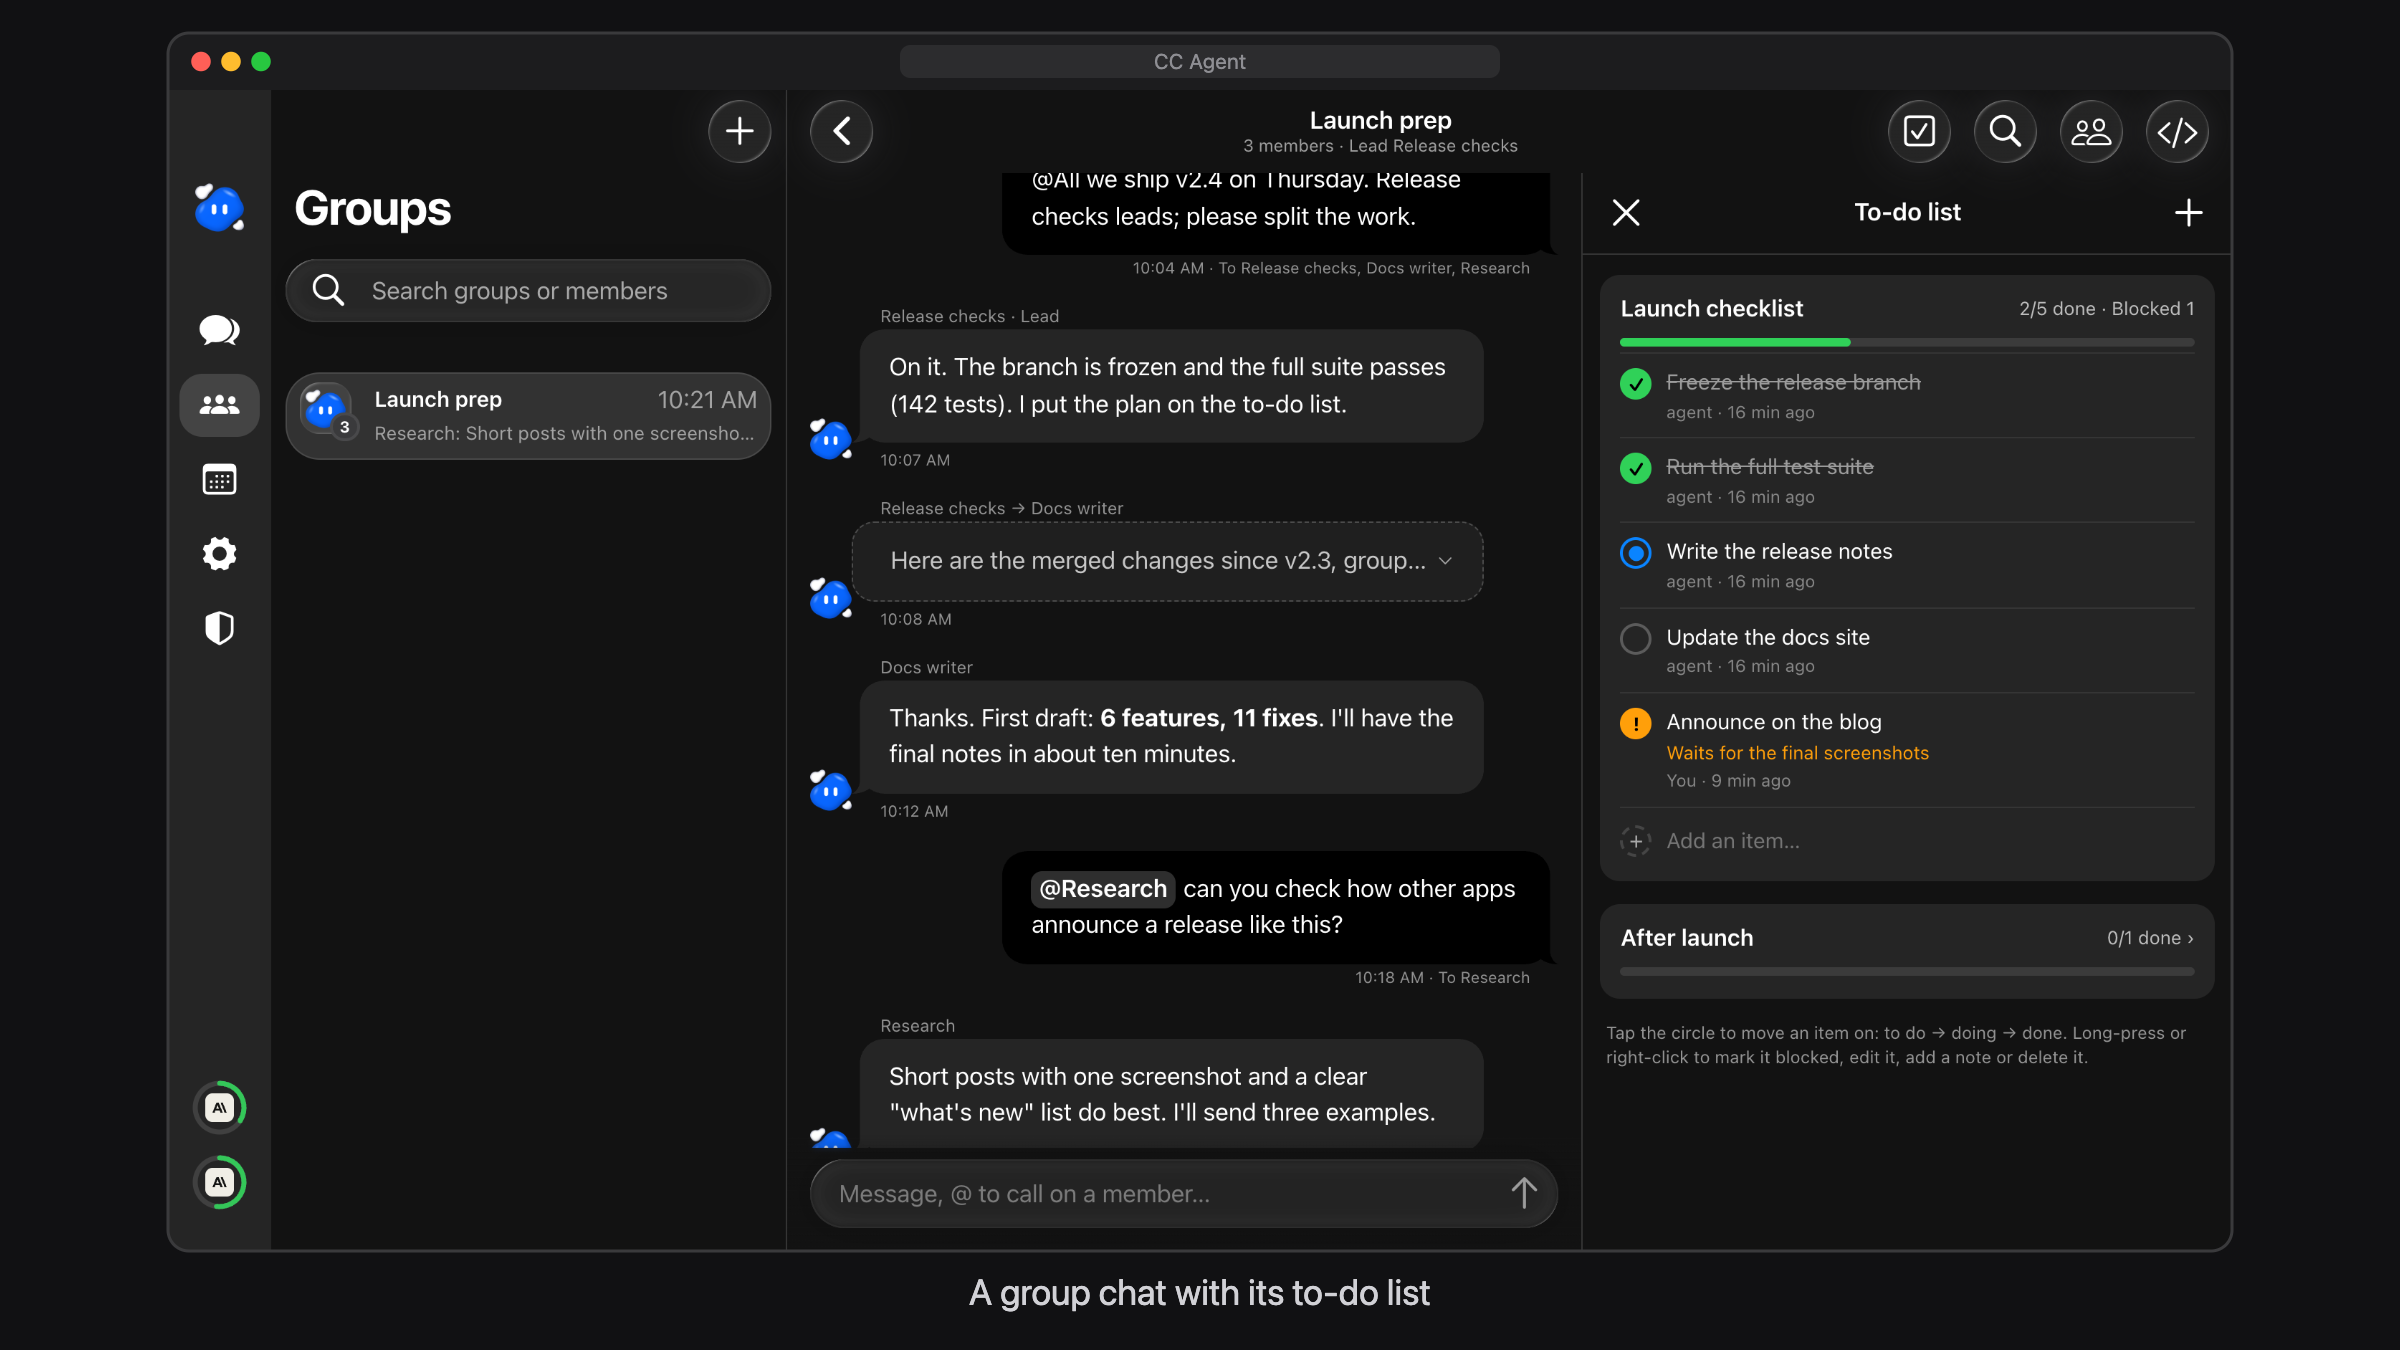 CC Agent
Groups
Search groups or members
Launch prep
10:21 AM
3
Research: Short posts with one screensho...
Launch prep
3 members · Lead Release checks
@All we ship v2.4 on Thursday. Release
checks leads; please split the work.
10:04 AM · To Release checks, Docs writer, Research
Release checks · Lead
On it. The branch is frozen and the full suite passes
(142 tests). I put the plan on the to-do list.
10:07 AM
Release checks → Docs writer
Here are the merged changes since v2.3, group...
10:08 AM
Docs writer
Thanks. First draft: 6 features, 11 fixes. I'll have the
final notes in about ten minutes.
10:12 AM
@Research can you check how other apps
announce a release like this?
10:18 AM · To Research
Research
Short posts with one screenshot and a clear
"what's new" list do best. I'll send three examples.
Message, @ to call on a member...
To-do list
Launch checklist
2/5 done · Blocked 1
Freeze the release branch
agent · 16 min ago
Run the full test suite
agent · 16 min ago
Write the release notes
agent · 16 min ago
Update the docs site
agent · 16 min ago
Announce on the blog
Waits for the final screenshots
You · 9 min ago
Add an item...
After launch
0/1 done ›
Tap the circle to move an item on: to do → doing → done. Long-press or
right-click to mark it blocked, edit it, add a note or delete it.
A group chat with its to-do list